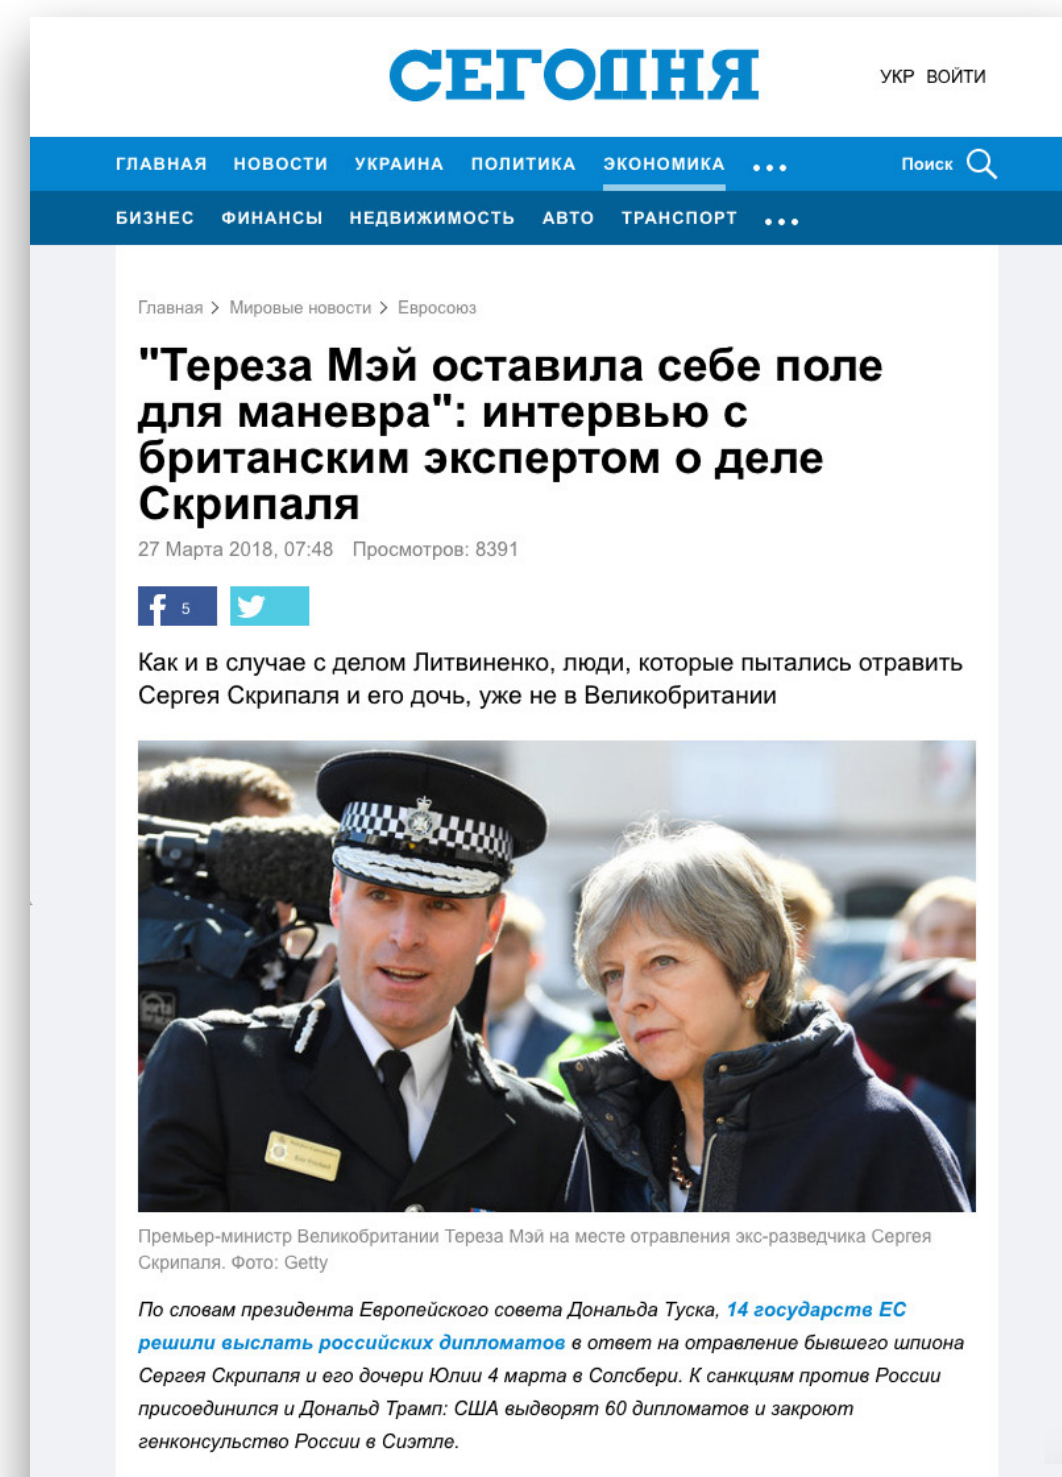 СЕГОДНЯ
УКР ВОЙТИ
ГЛАВНАЯ НОВОСТИ УКРАИНА ПОЛИТИКА ЭКОНОМИКА ••• Поиск
БИЗНЕС ФИНАНСЫ НЕДВИЖИМОСТЬ АВТО ТРАНСПОРТ •••
Главная > Мировые новости > Евросоюз
"Тереза Мэй оставила себе поле
для маневра": интервью с
британским экспертом о деле
Скрипаля
27 Марта 2018, 07:48 Просмотров: 8391
f 5
Как и в случае с делом Литвиненко, люди, которые пытались отравить
Сергея Скрипаля и его дочь, уже не в Великобритании
Премьер-министр Великобритании Тереза Мэй на месте отравления экс-разведчика Сергея
Скрипаля. Фото: Getty
По словам президента Европейского совета Дональда Туска, 14 государств ЕС
решили выслать российских дипломатов в ответ на отравление бывшего шпиона
Сергея Скрипаля и его дочери Юлии 4 марта в Солсбери. К санкциям против России
присоединился и Дональд Трамп: США выдворят 60 дипломатов и закроют
генконсульство России в Сиэтле.